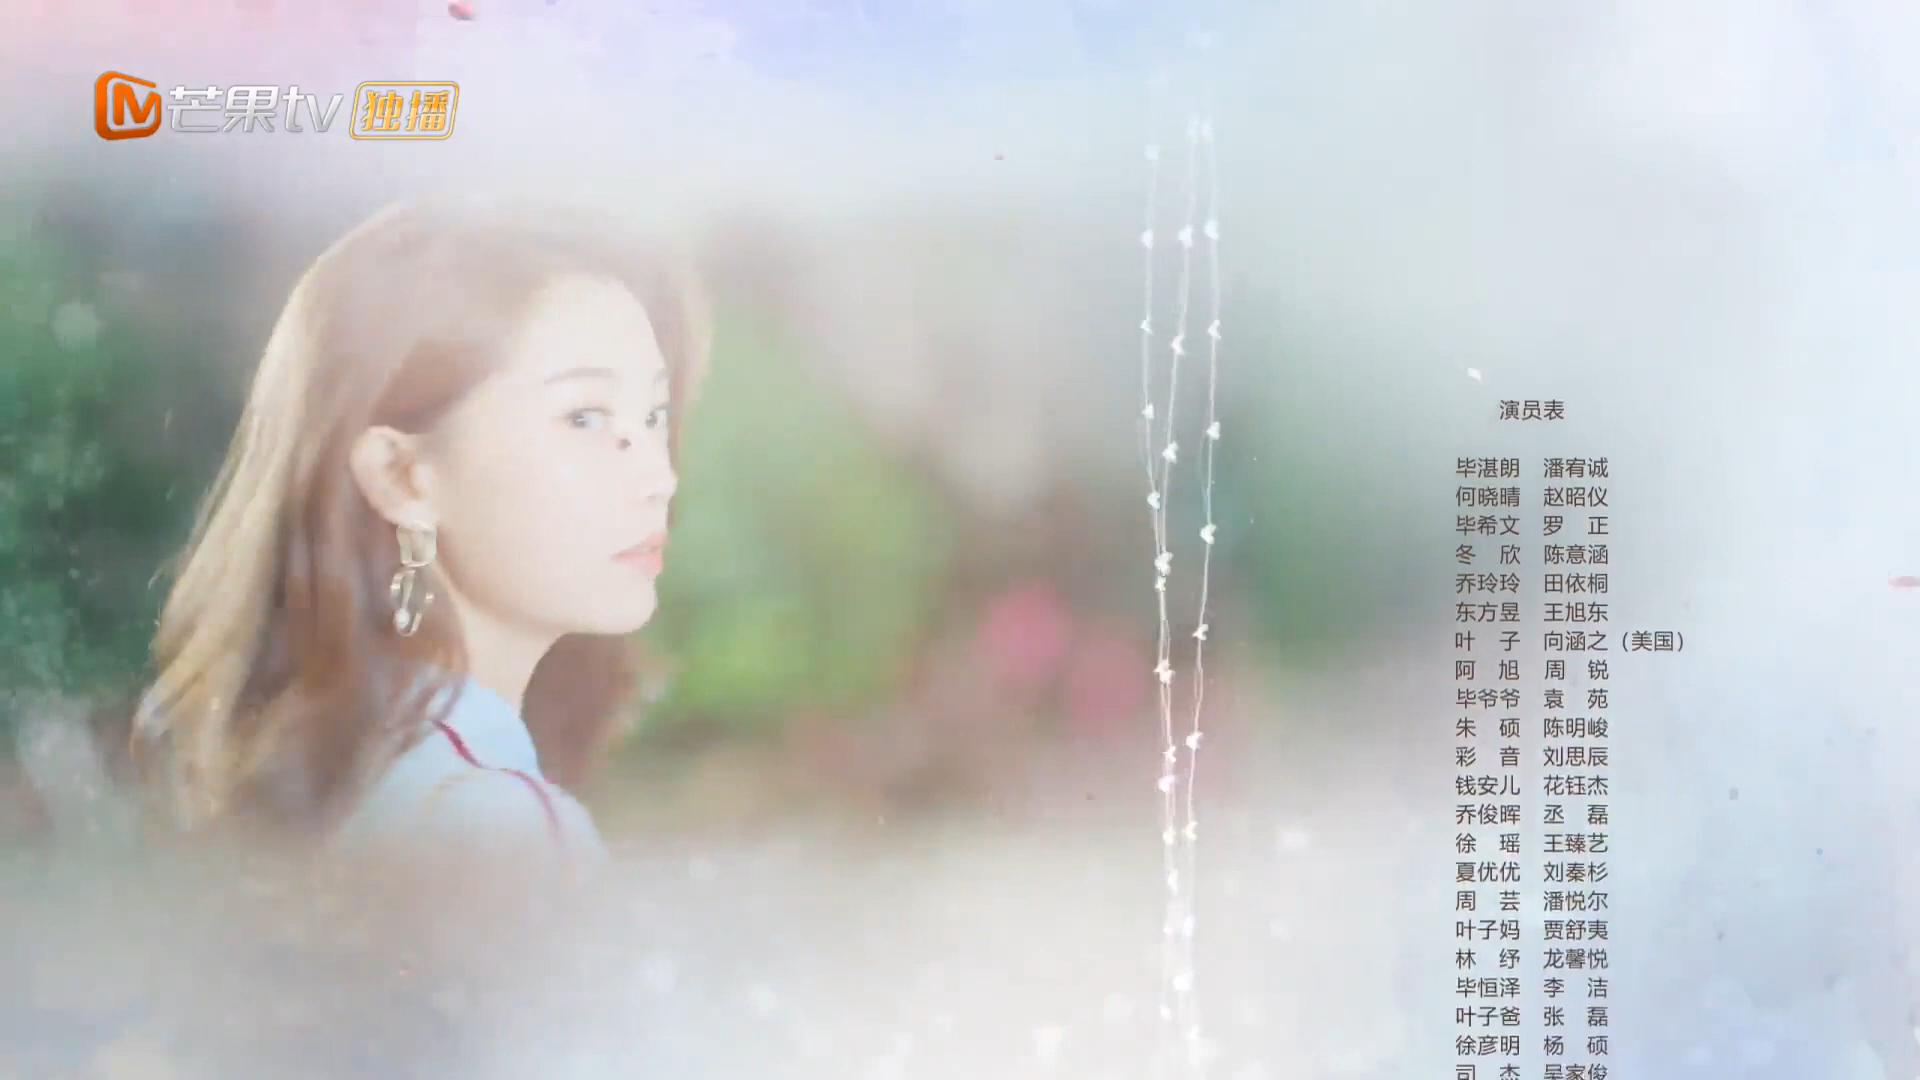 芒果tv 独播
演员表
毕湛朗 潘宥诚
何晓晴 赵昭仪
毕希文 罗 正
冬 欣 陈意涵
乔玲玲 田依桐
东方昱 王旭东
叶 子 向涵之（美国）
阿 旭 周 锐
毕爷爷 袁 苑
朱 硕 陈明峻
彩 音 刘思辰
钱安儿 花钰杰
乔俊晖 丞 磊
徐 瑶 王臻艺
夏优优 刘秦杉
周 芸 潘悦尔
叶子妈 贾舒夷
林 纾 龙馨悦
毕恒泽 李 洁
叶子爸 张 磊
徐彦明 杨 硕
司 杰 吴家俊